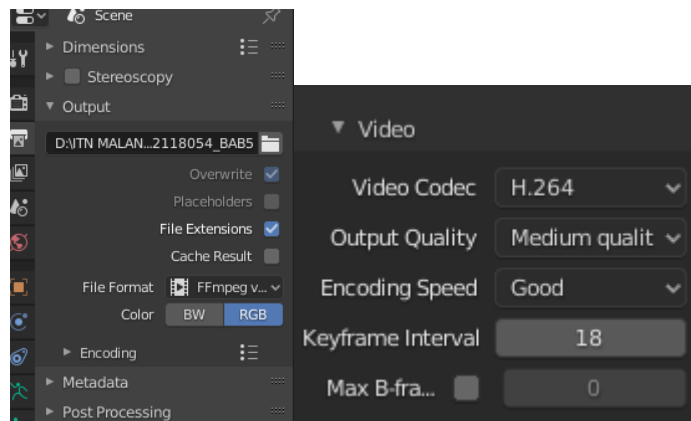 Scene
Dimensions
Stereoscopy
Output
D:\ITN MALAN...2118054_BAB5
Overwrite
Placeholders
File Extensions
Cache Result
File Format FFmpeg v...
Color BW RGB
Encoding
Metadata
Post Processing
Video
Video Codec H.264
Output Quality Medium qualit
Encoding Speed Good
Keyframe Interval 18
Max B-fra... 0